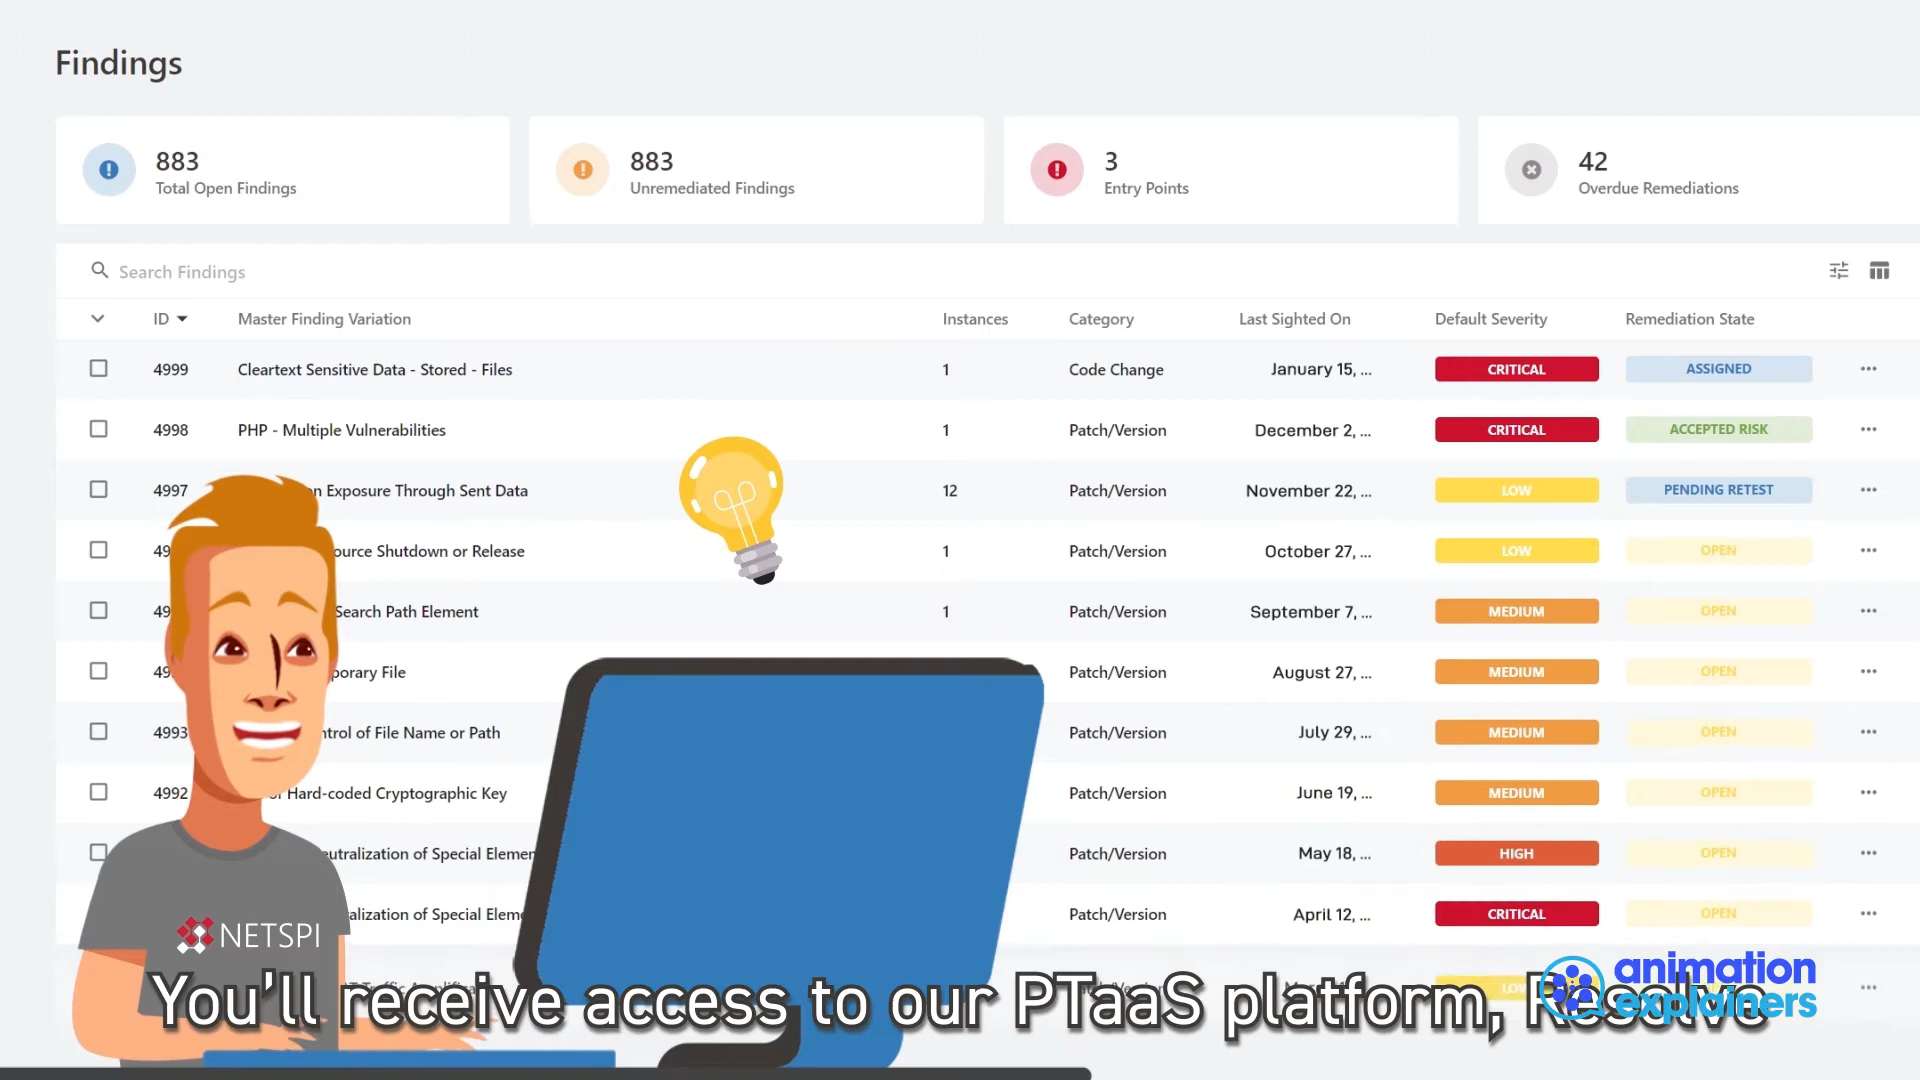 Findings
883
Total Open Findings
883
Unremediated Findings
3
Entry Points
42
Overdue Remediations
Search Findings
ID Master Finding Variation Instances Category Last Sighted On Default Severity Remediation State
4999 Cleartext Sensitive Data - Stored - Files 1 Code Change January 15, ... CRITICAL ASSIGNED
4998 PHP - Multiple Vulnerabilities 1 Patch/Version December 2, ... CRITICAL ACCEPTED RISK
4997 Exposure Through Sent Data 12 Patch/Version November 22, ... LOW PENDING RETEST
Shutdown or Release 1 Patch/Version October 27, ... LOW OPEN
Search Path Element 1 Patch/Version September 7, ... MEDIUM OPEN
File Patch/Version August 27, ... MEDIUM OPEN
4993 of File Name or Path Patch/Version July 29, ... MEDIUM OPEN
4992 Hard-coded Cryptographic Key Patch/Version June 19, ... MEDIUM OPEN
of Special Patch/Version May 18, ... HIGH OPEN
of Special Patch/Version April 12, ... CRITICAL OPEN
NETSPI
You'll receive access to our PTaaS platform, Resolve
animation
explainers